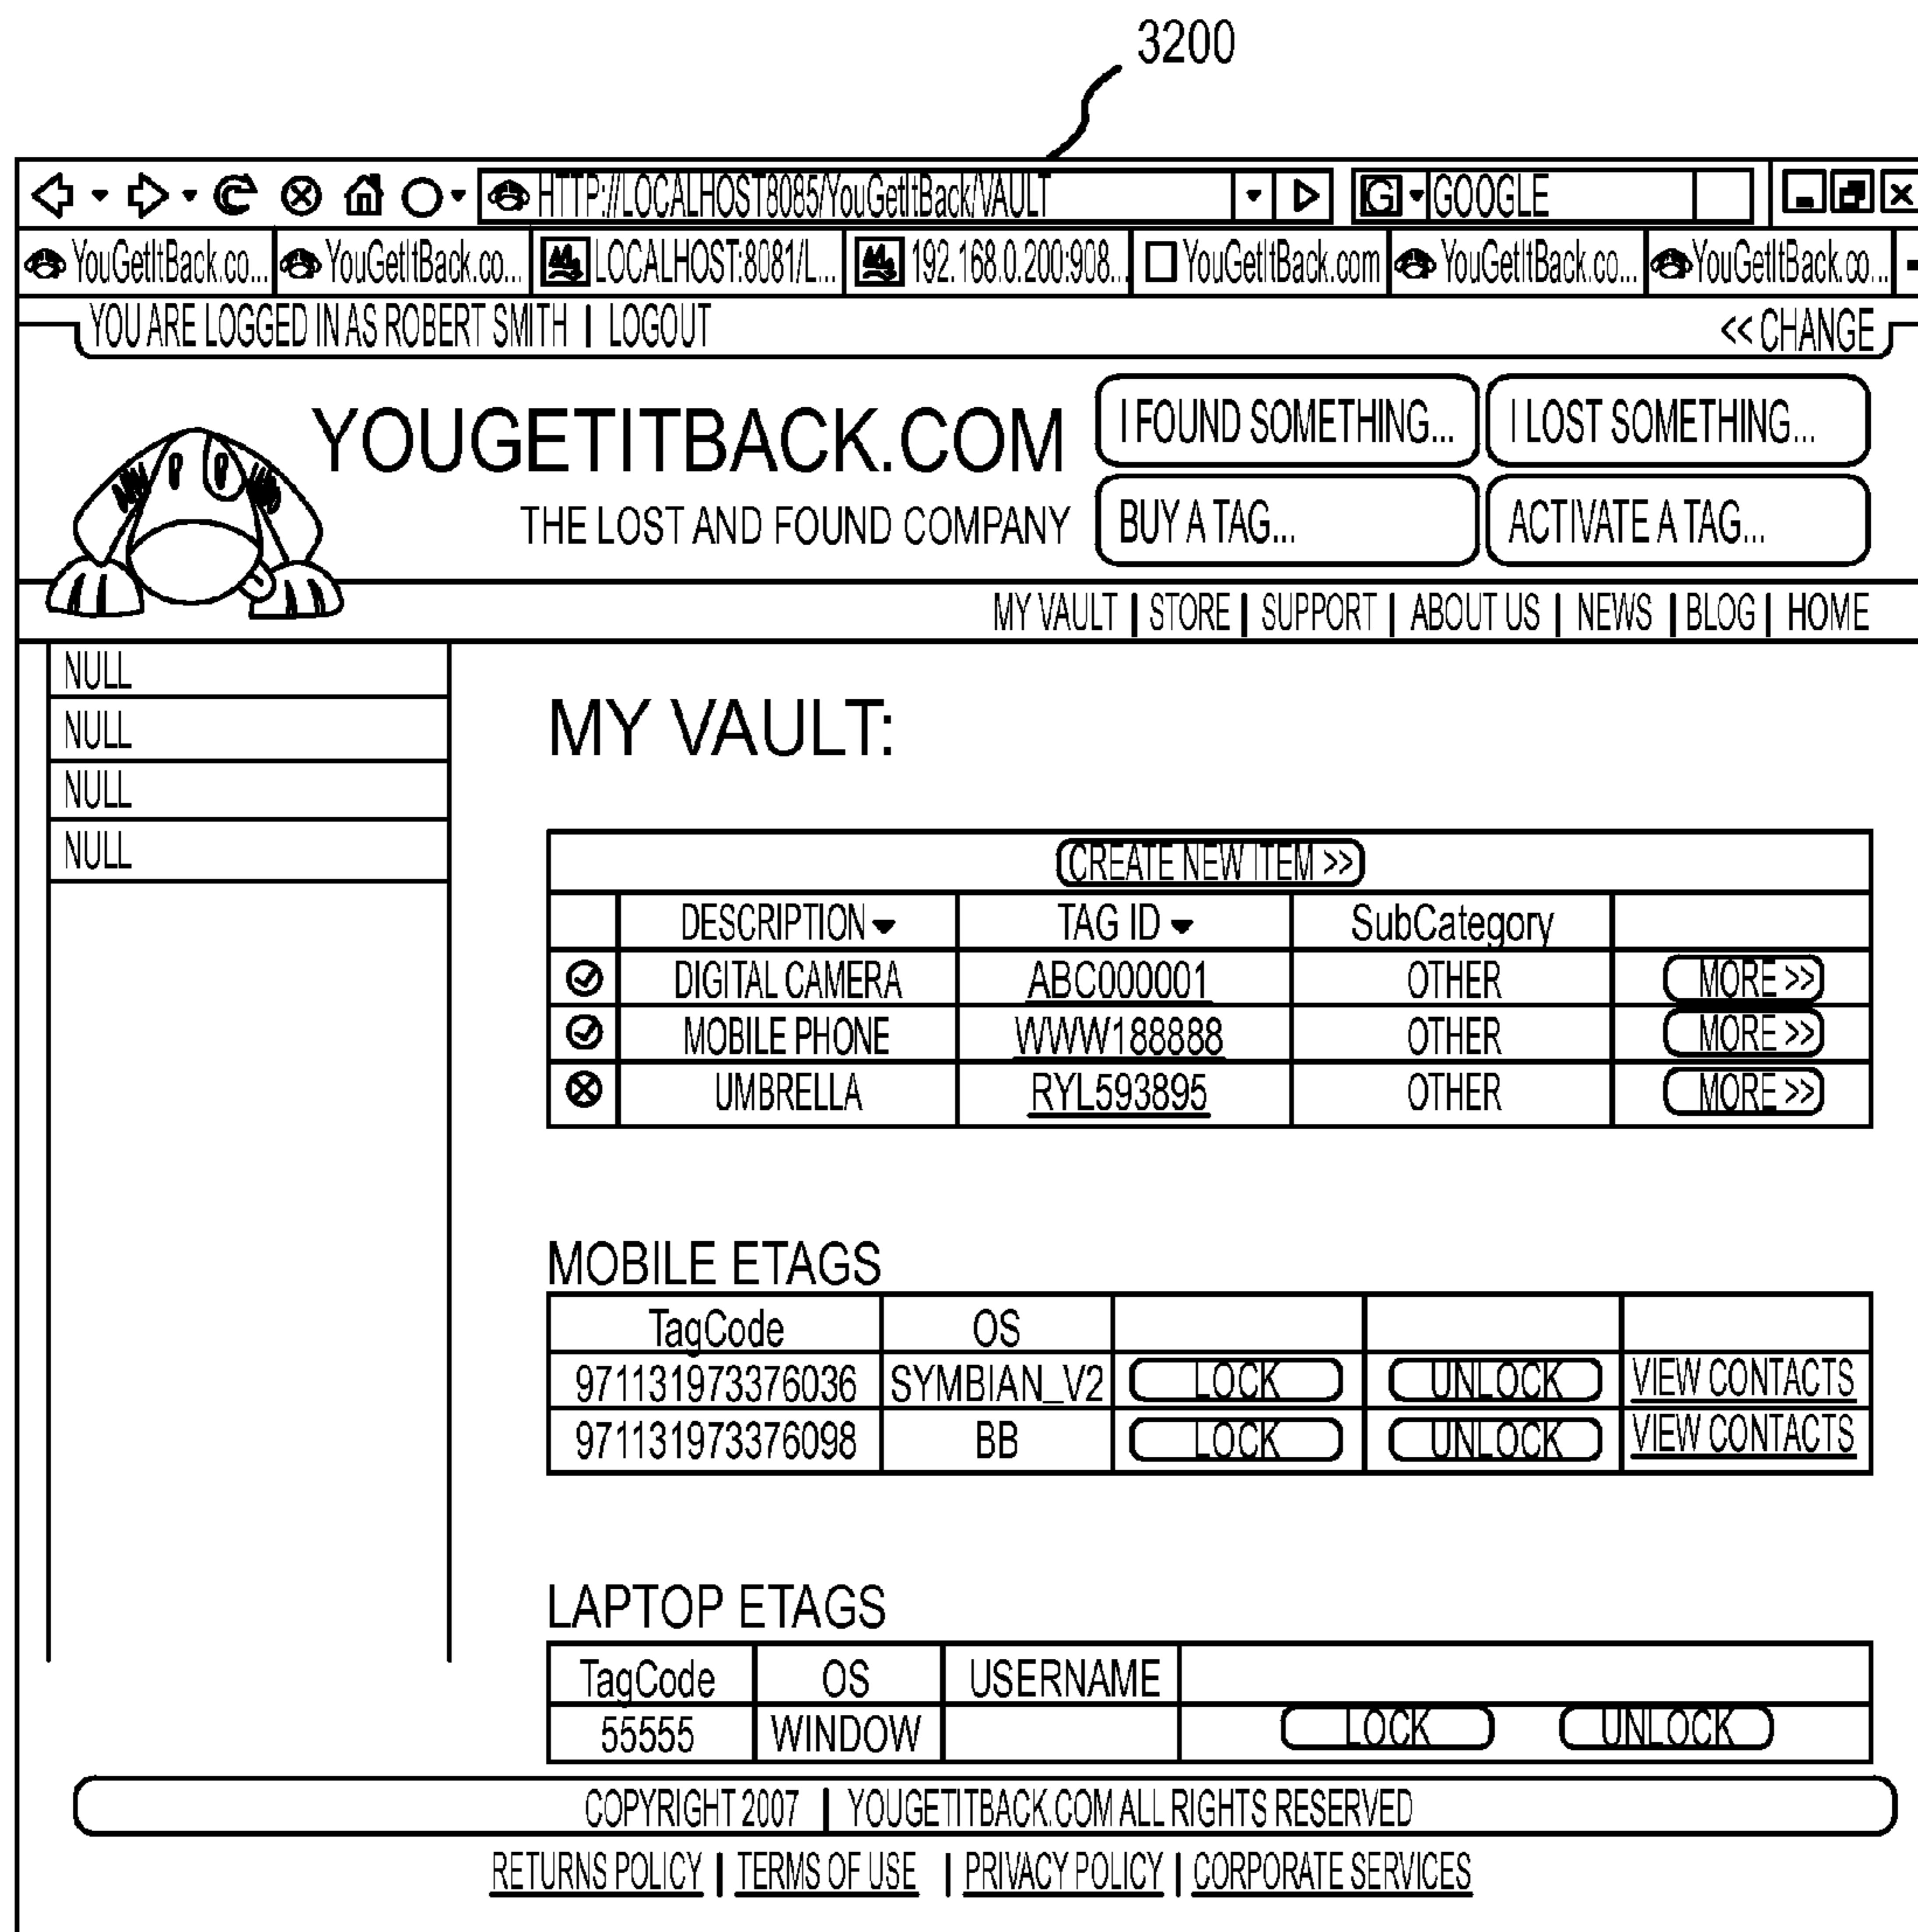 3200
HTTP://LOCALHOST8085/YouGetItBack/VAULT GOOGLE
YouGetItBack.co... YouGetItBack.co... LOCALHOST:8081/L... 192.168.0.200:908... YouGetItBack.com YouGetItBack.co... YouGetItBack.co...
YOU ARE LOGGED IN AS ROBERT SMITH | LOGOUT << CHANGE
YOUGETITBACK.COM
THE LOST AND FOUND COMPANY
I FOUND SOMETHING... I LOST SOMETHING...
BUY A TAG... ACTIVATE A TAG...
MY VAULT | STORE | SUPPORT | ABOUT US | NEWS | BLOG | HOME
NULL
NULL
NULL
NULL
MY VAULT:
CREATE NEW ITEM >>
DESCRIPTION TAG ID SubCategory
DIGITAL CAMERA ABC000001 OTHER MORE >>
MOBILE PHONE WWW188888 OTHER MORE >>
UMBRELLA RYL593895 OTHER MORE >>
MOBILE ETAGS
TagCode OS
971131973376036 SYMBIAN_V2 LOCK UNLOCK VIEW CONTACTS
971131973376098 BB LOCK UNLOCK VIEW CONTACTS
LAPTOP ETAGS
TagCode OS USERNAME
55555 WINDOW LOCK UNLOCK
COPYRIGHT 2007 | YOUGETITBACK.COM ALL RIGHTS RESERVED
RETURNS POLICY | TERMS OF USE | PRIVACY POLICY | CORPORATE SERVICES